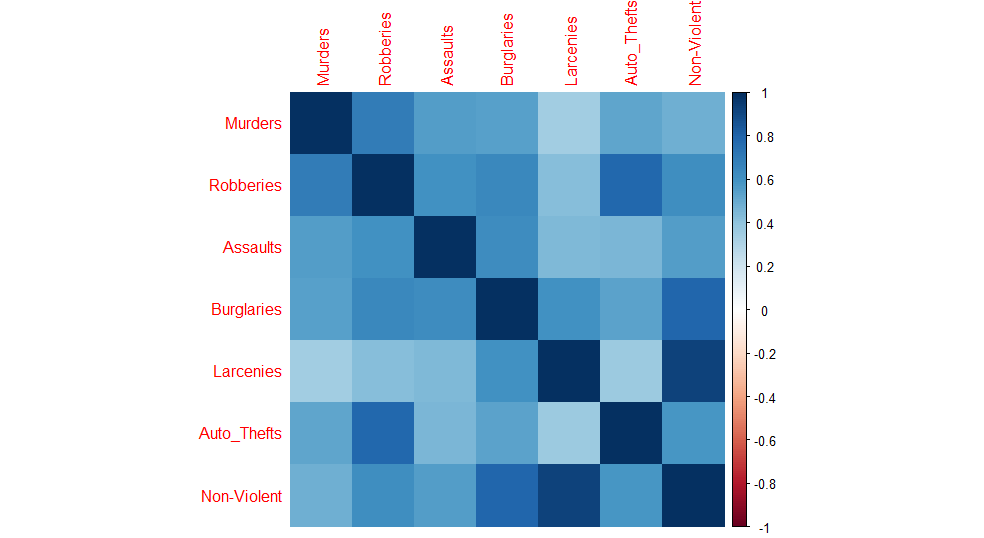 Murders
Robberies
Assaults
Burglaries
Larcenies
Auto_Thefts
Non-Violent
Murders
Robberies
Assaults
Burglaries
Larcenies
Auto_Thefts
Non-Violent
1
0.8
0.6
0.4
0.2
0
-0.2
-0.4
-0.6
-0.8
-1